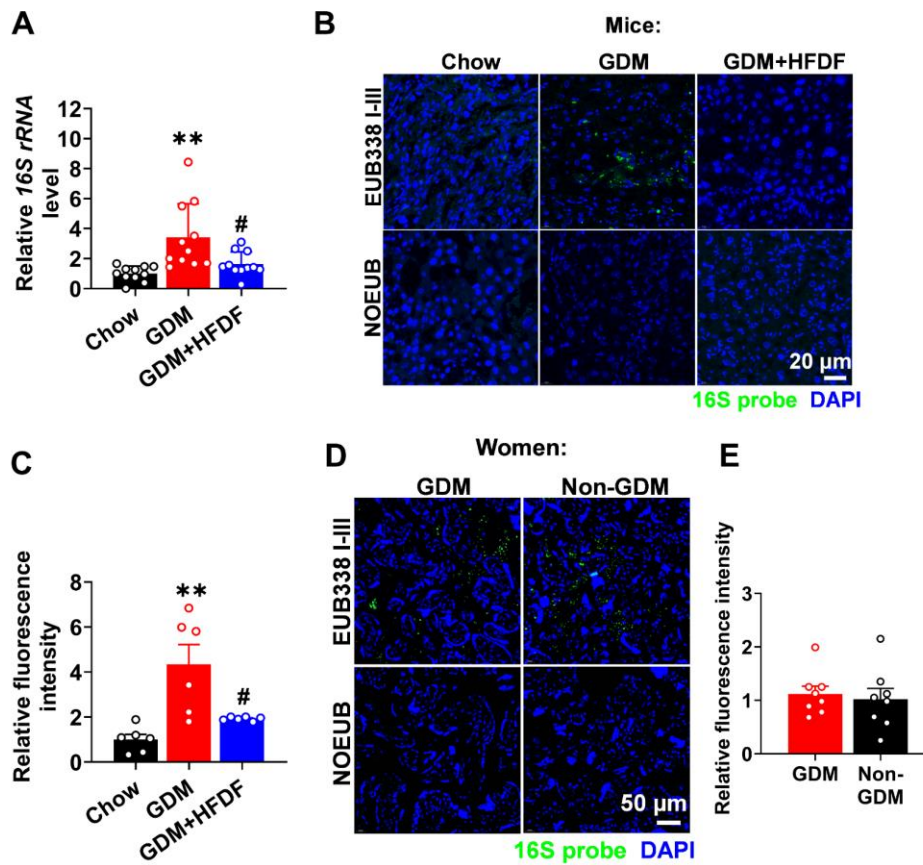 A
Relative 16S rRNA
level
12
10
8
6
4
2
0
**
#
Chow
GDM
GDM+HFDF
B
Mice:
Chow GDM GDM+HFDF
EUB338 I-III
NOEUB
20 µm
16S probe DAPI
C
Relative fluorescence
intensity
8
6
4
2
0
**
#
Chow
GDM
GDM+HFDF
D
Women:
GDM Non-GDM
EUB338 I-III
NOEUB
50 µm
16S probe DAPI
E
Relative fluorescence intensity
3
2
1
0
GDM
Non-
GDM